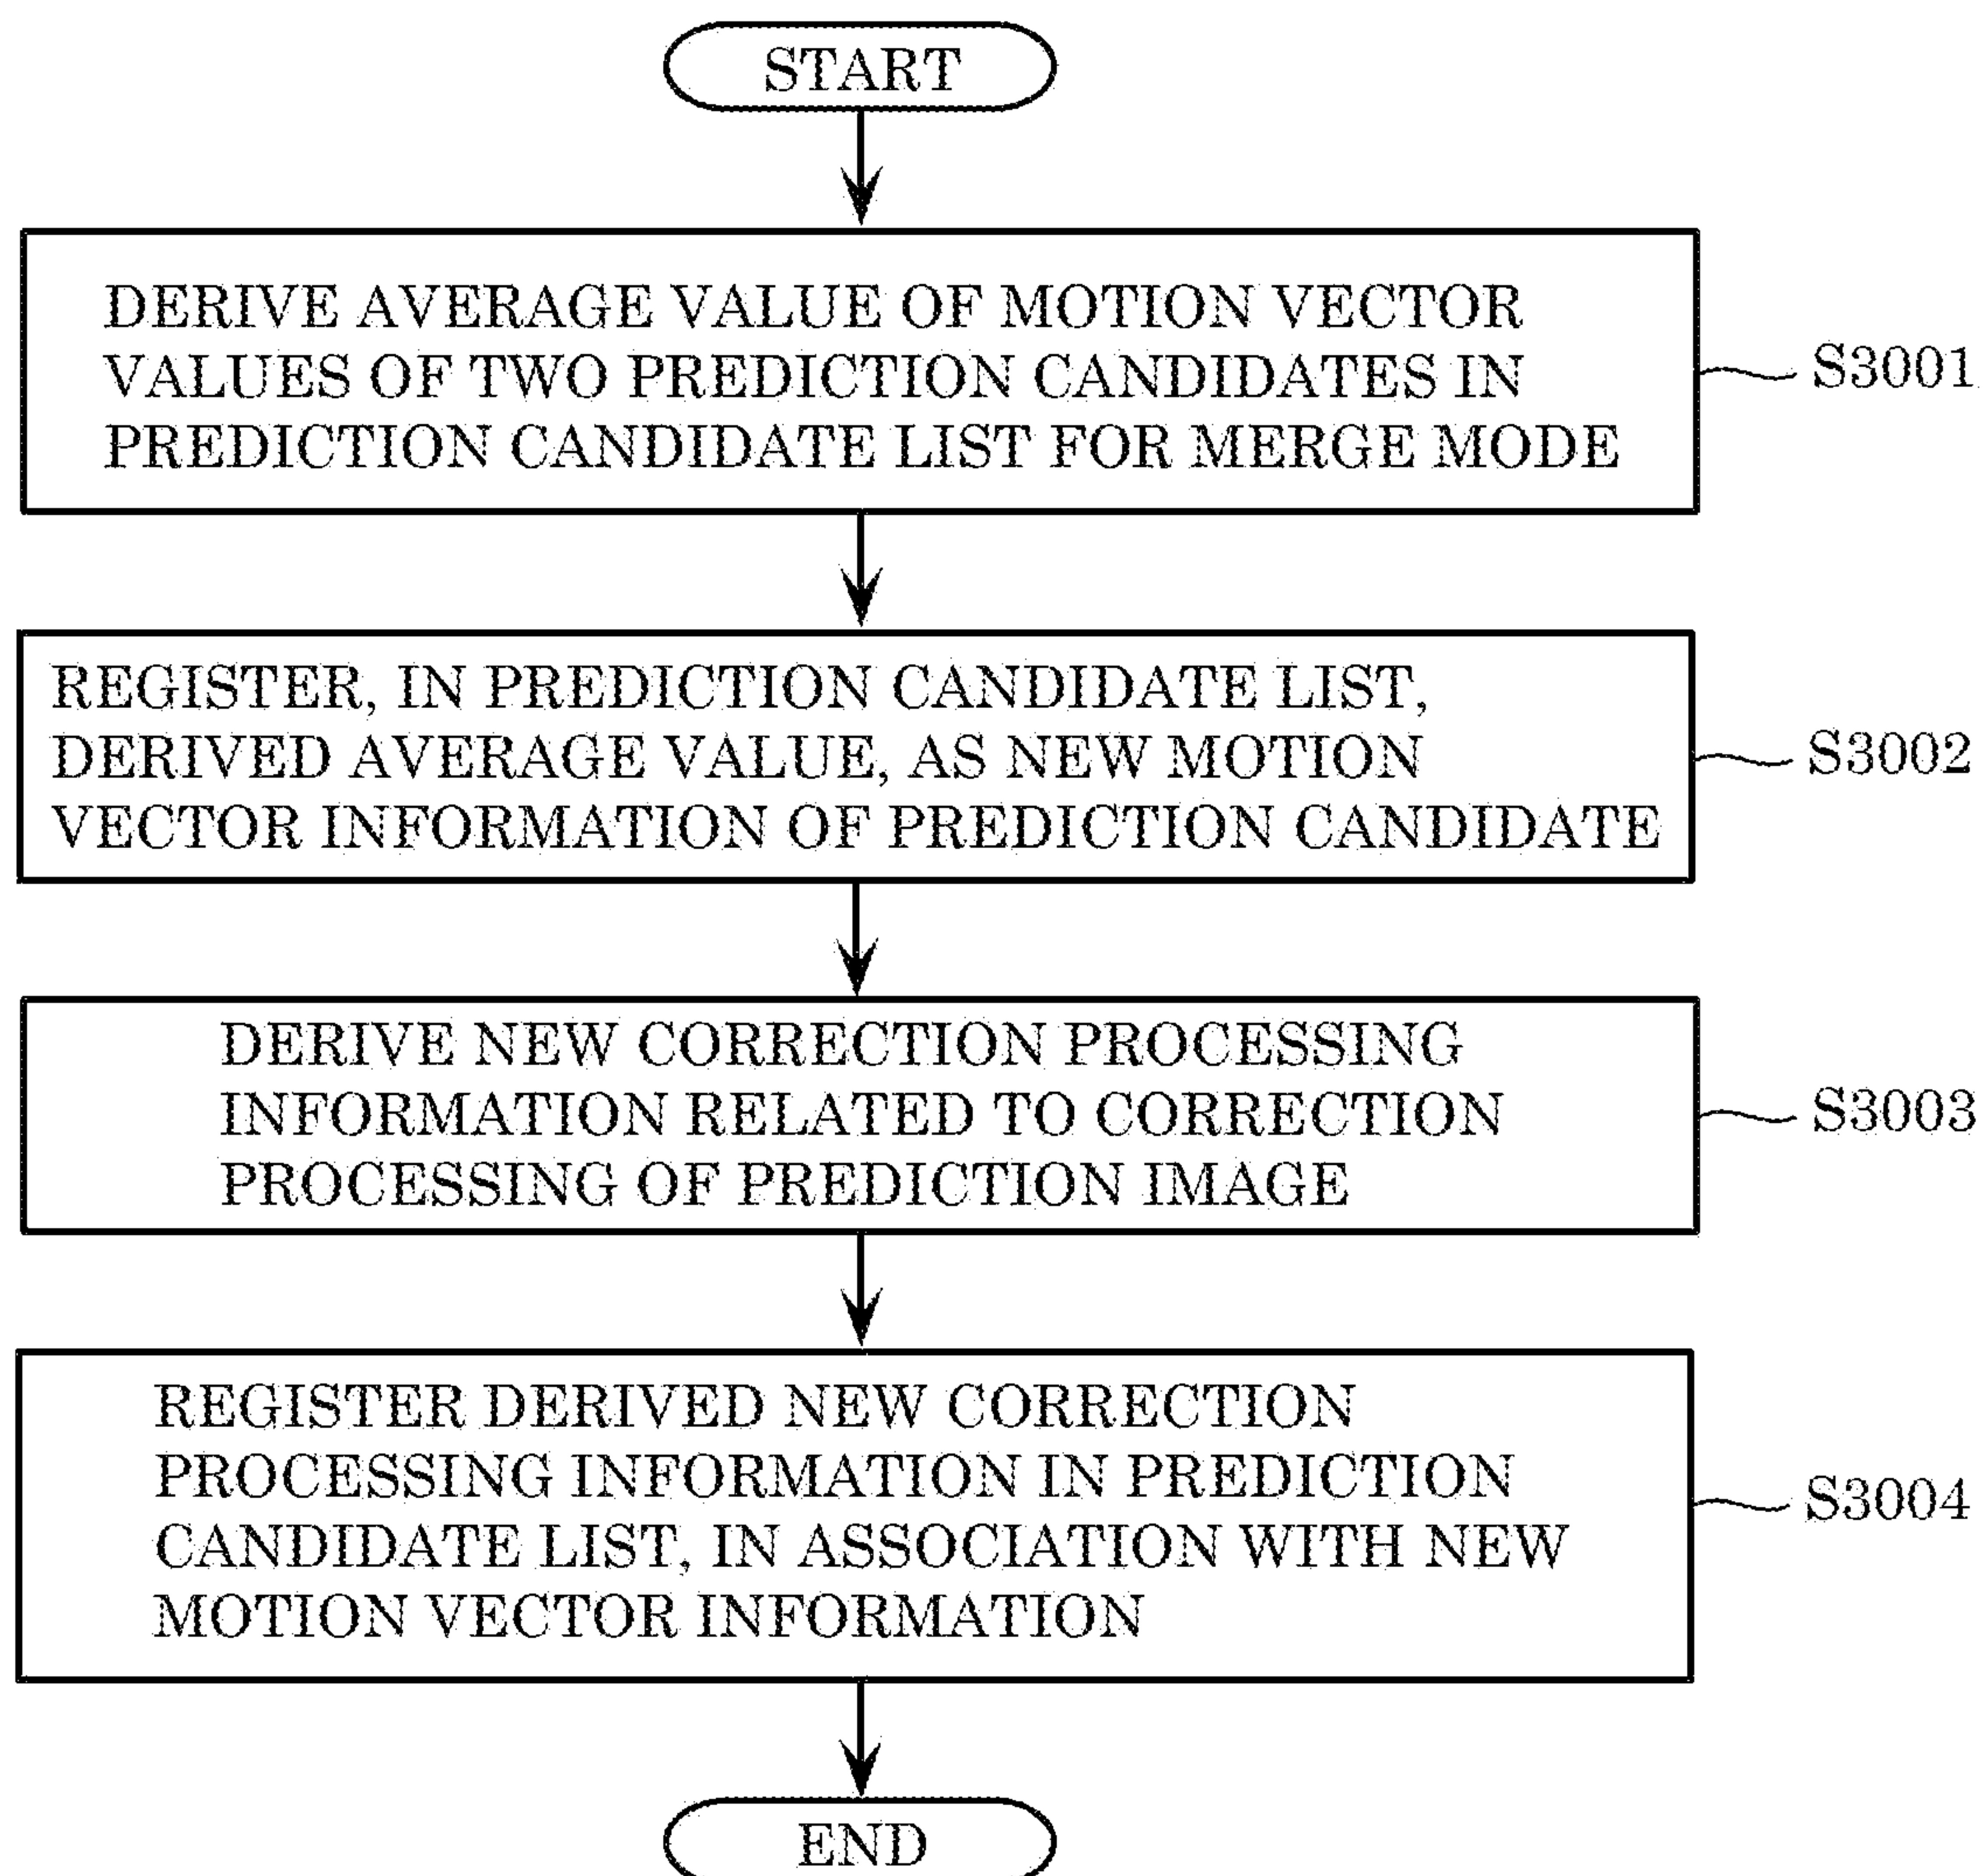 START
DERIVE AVERAGE VALUE OF MOTION VECTOR
VALUES OF TWO PREDICTION CANDIDATES IN
PREDICTION CANDIDATE LIST FOR MERGE MODE
S3001
REGISTER, IN PREDICTION CANDIDATE LIST,
DERIVED AVERAGE VALUE, AS NEW MOTION
VECTOR INFORMATION OF PREDICTION CANDIDATE
S3002
DERIVE NEW CORRECTION PROCESSING
INFORMATION RELATED TO CORRECTION
PROCESSING OF PREDICTION IMAGE
S3003
REGISTER DERIVED NEW CORRECTION
PROCESSING INFORMATION IN PREDICTION
CANDIDATE LIST, IN ASSOCIATION WITH NEW
MOTION VECTOR INFORMATION
S3004
END